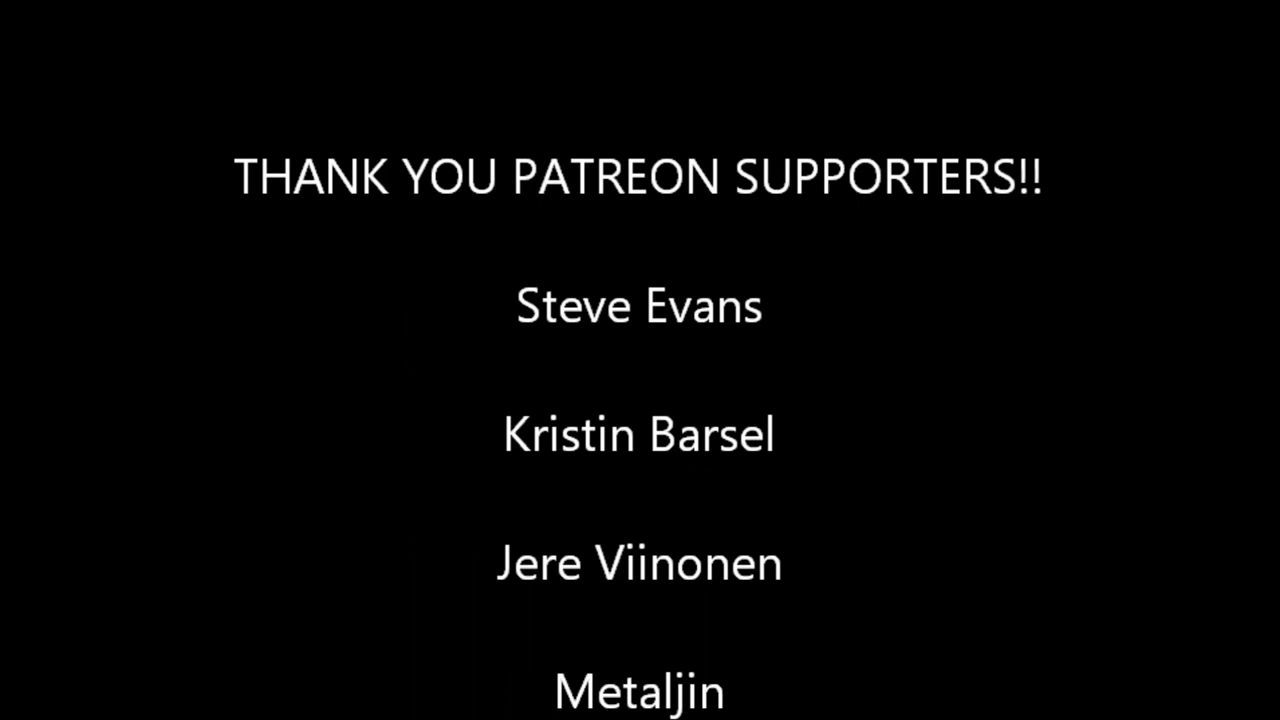 THANK YOU PATREON SUPPORTERS!!
Steve Evans
Kristin Barsel
Jere Viinonen
Metaljin